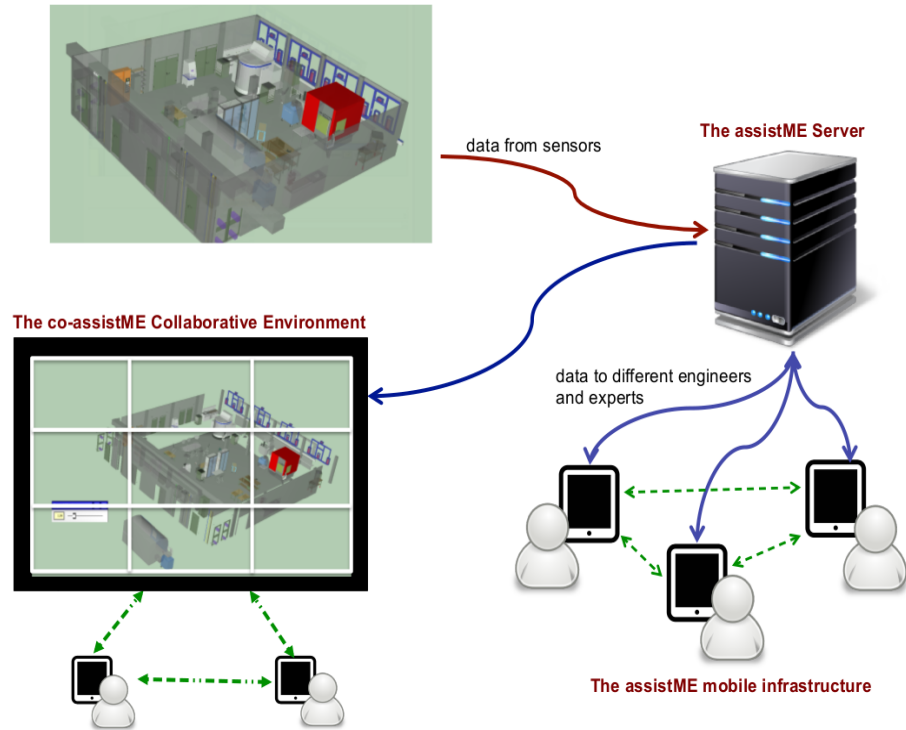 data from sensors
The assistME Server
The co-assistME Collaborative Environment
data to different engineers
and experts
The assistME mobile infrastructure